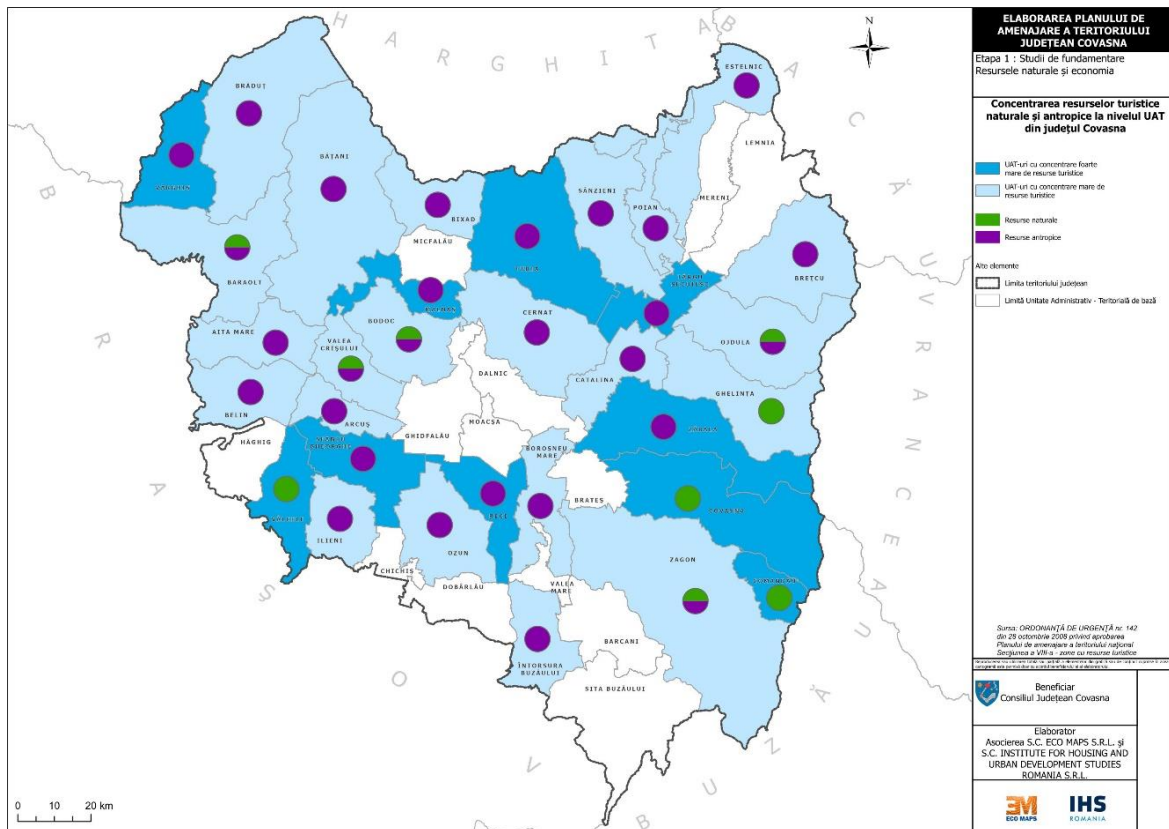 HARGHITA
BACĂU
VRANCEA
BUZĂU
BRAȘOV
N
ESTELNIC
BRĂDUȚ
LEMNIA
BĂȚANI
SÂNZIENI
MERENI
POIAN
BIXAD
MICFALĂU
BREȚCU
BARAOLT
CERNAT
BODOC
AITA MARE
VALEA
CRIȘULUI
OJDULA
DALNIC
CATALINA
GHELINTA
BELIN
ARCUȘ
MOACȘA
GHIDFALĂU
HĂGHIG
BOROSNEU
MARE
BRATEȘ
COVASNA
ILIENI
OZUN
ZAGON
CHICHIȘ
DOBÂRLĂU
VALEA
MARE
BARCANI
ÎNTORSURA
BUZĂULUI
SITA BUZĂULUI
0 10 20 km
ELABORAREA PLANULUI DE
AMENAJARE A TERITORIULUI
JUDEȚEAN COVASNA
Etapa 1 : Studii de fundamentare
Resursele naturale și economia
Concentrarea resurselor turistice
naturale și antropice la nivelul UAT
din județul Covasna
UAT-uri cu concentrare foarte
mare de resurse turistice
UAT-uri cu concentrare mare de
resurse turistice
Resurse naturale
Resurse antropice
Alte elemente
Limita teritoriului județean
Limită Unitate Administrativ - Teritorială de bază
Sursa: ORDONANȚĂ DE URGENȚĂ nr. 142
din 28 octombrie 2008 privind aprobarea
Planului de amenajare a teritoriului național
Secțiunea a VIII-a - zone cu resurse turistice
Beneficiar
Consiliul Județean Covasna
Elaborator
Asocierea S.C. ECO MAPS S.R.L. și
S.C. INSTITUTE FOR HOUSING AND
URBAN DEVELOPMENT STUDIES
ROMANIA S.R.L.
ECO MAPS
IHS
ROMANIA